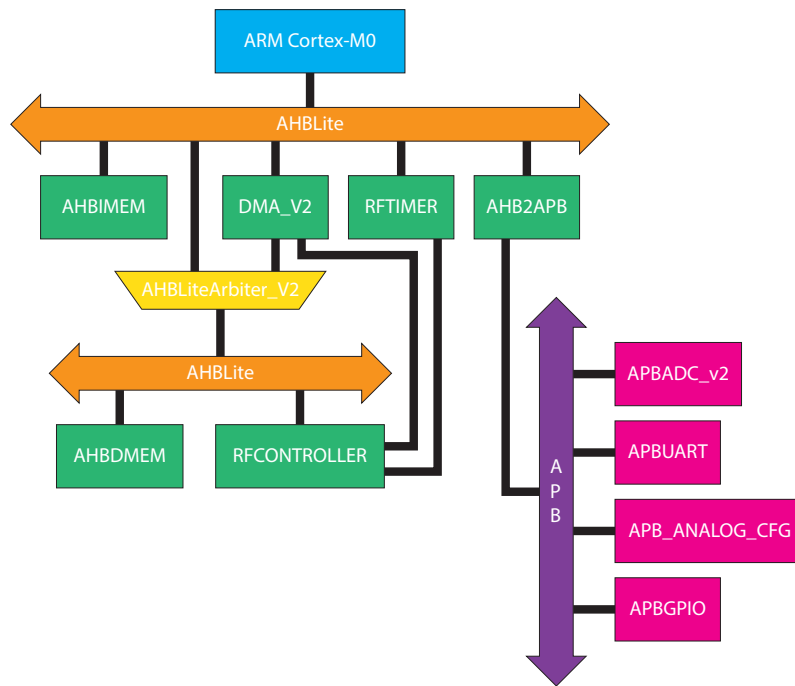 ARM Cortex-M0
AHBLite
AHBIMEM
DMA_V2
RFTIMER
AHB2APB
AHBLiteArbiter_V2
AHBLite
AHBDMEM
RFCONTROLLER
A
P
B
APBADC_v2
APBUART
APB_ANALOG_CFG
APBGPIO